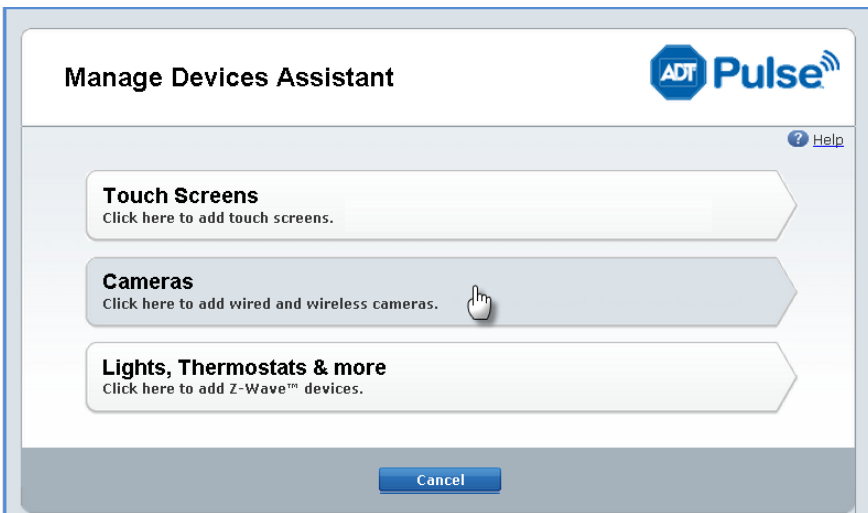 Manage Devices Assistant
ADT Pulse
? Help
Touch Screens
Click here to add touch screens.
Cameras
Click here to add wired and wireless cameras.
Lights, Thermostats & more
Click here to add Z-Wave™ devices.
Cancel